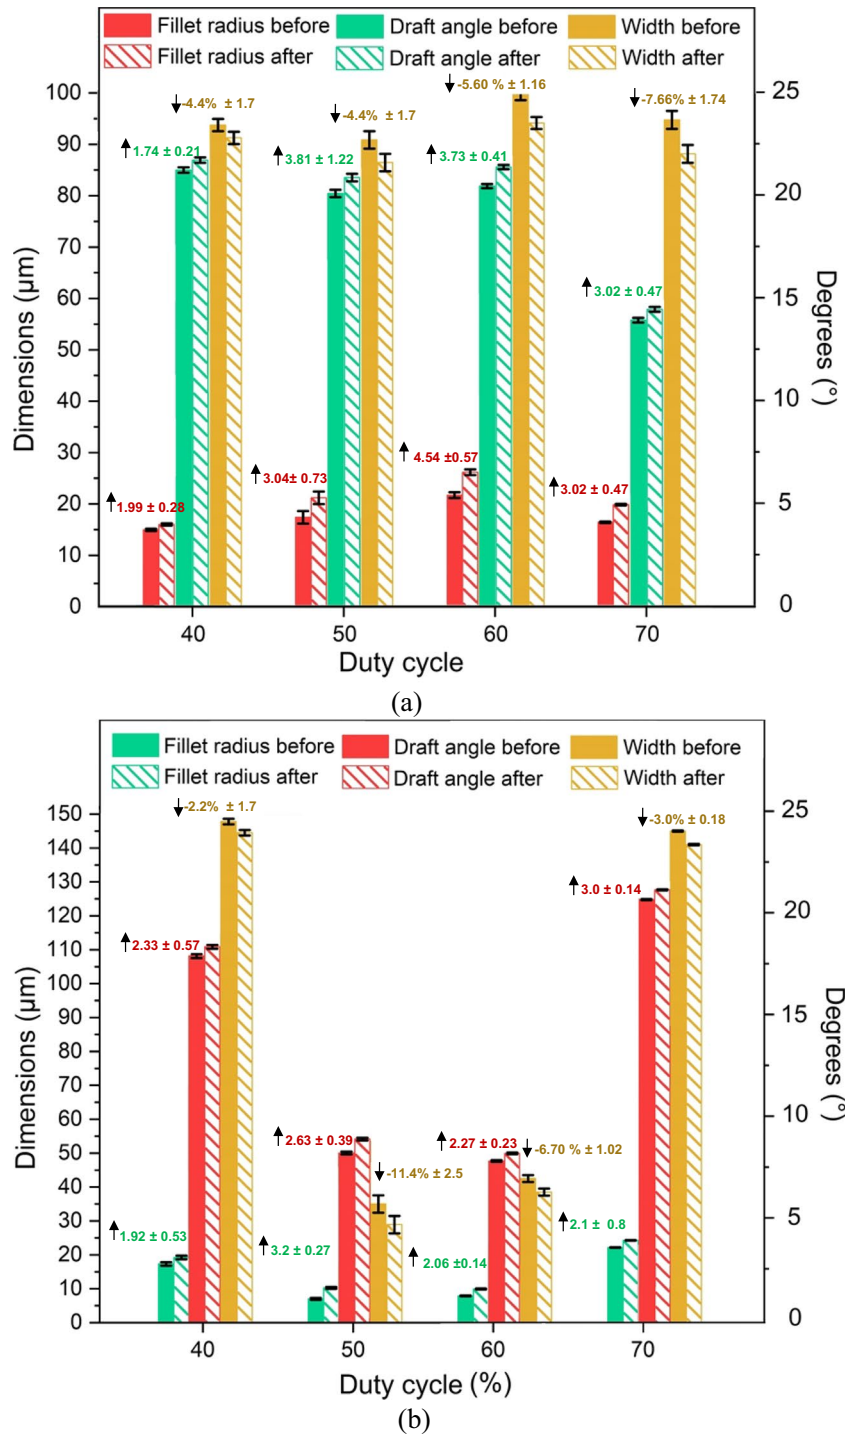 Fillet radius before Draft angle before Width before
Fillet radius after Draft angle after Width after
-4.4% ± 1.7
-4.4% ± 1.7
-5.60 % ± 1.16
-7.66% ± 1.74
1.74 ± 0.21
3.81 ± 1.22
3.73 ± 0.41
3.02 ± 0.47
1.99 ± 0.28
3.04± 0.73
4.54 ±0.57
3.02 ± 0.47
100
90
80
70
60
50
40
30
20
10
0
Dimensions (µm)
25
20
15
10
5
0
Degrees (°)
40 50 60 70
Duty cycle
(a)
Fillet radius before Draft angle before Width before
Fillet radius after Draft angle after Width after
-2.2% ± 1.7
-11.4% ± 2.5
-6.70 % ± 1.02
-3.0% ± 0.18
2.33 ± 0.57
2.63 ± 0.39
2.27 ± 0.23
3.0 ± 0.14
1.92 ± 0.53
3.2 ± 0.27
2.06 ±0.14
2.1 ± 0.8
150
140
130
120
110
100
90
80
70
60
50
40
30
20
10
0
Dimensions (µm)
25
20
15
10
5
0
Degrees (°)
40 50 60 70
Duty cycle (%)
(b)